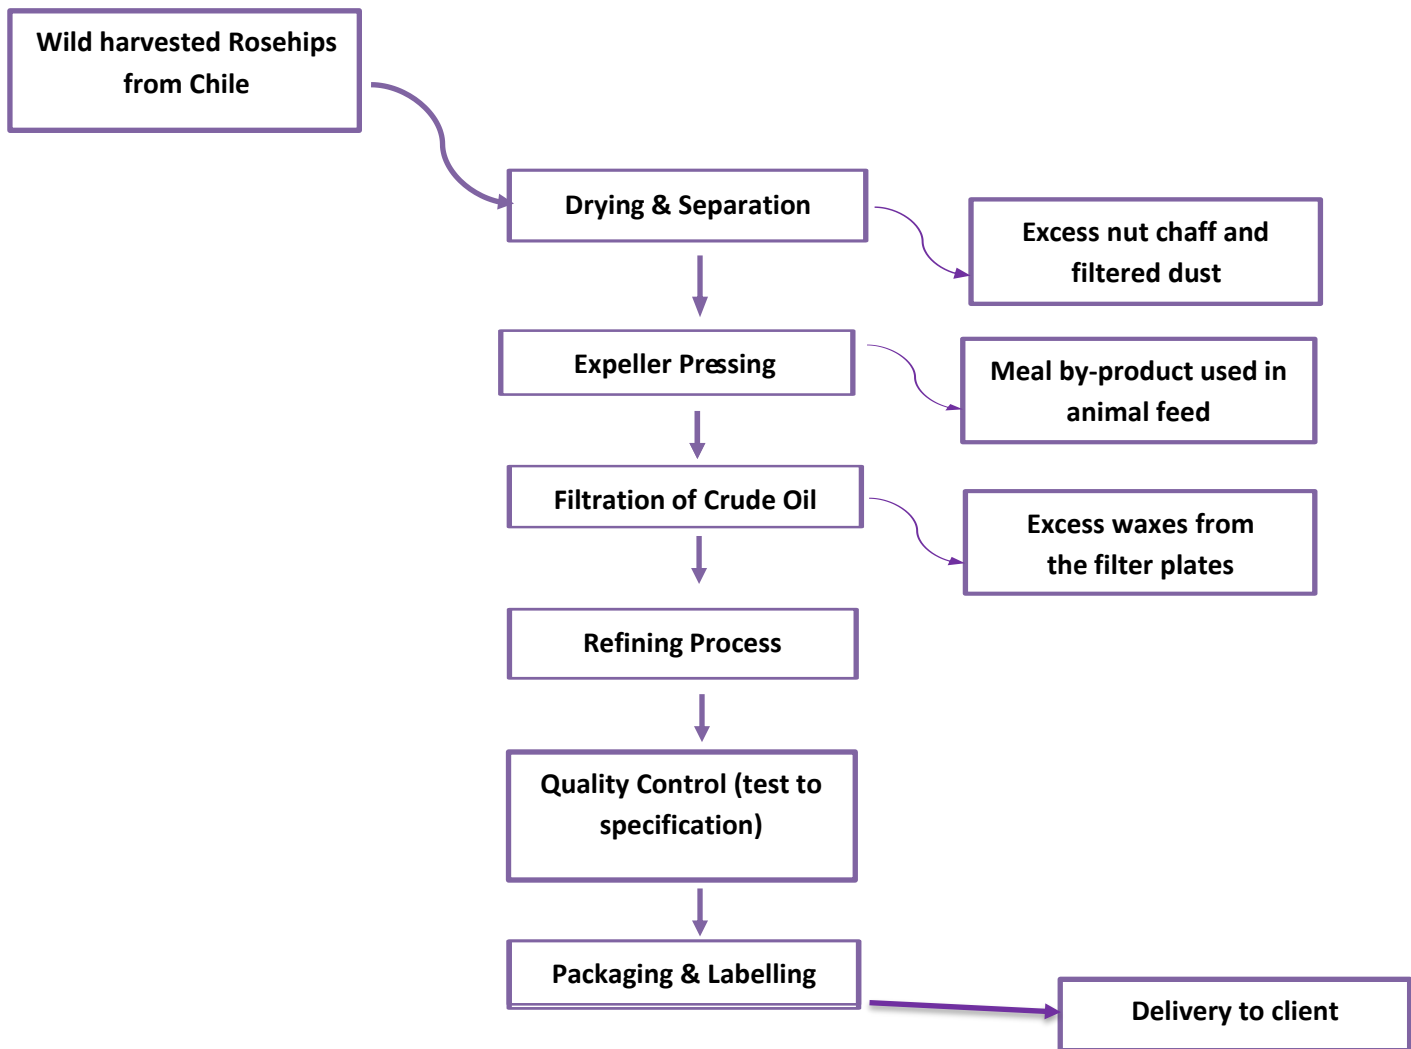 Wild harvested Rosehips
from Chile
Drying & Separation
Excess nut chaff and
filtered dust
Expeller Pressing
Meal by-product used in
animal feed
Filtration of Crude Oil
Excess waxes from
the filter plates
Refining Process
Quality Control (test to
specification)
Packaging & Labelling
Delivery to client